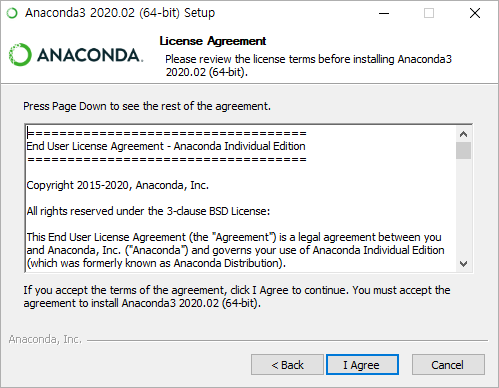 Anaconda3 2020.02 (64-bit) Setup
ANACONDA.
License Agreement
Please review the license terms before installing Anaconda3
2020.02 (64-bit).
Press Page Down to see the rest of the agreement.
===================================
End User License Agreement - Anaconda Individual Edition
===================================
Copyright 2015-2020, Anaconda, Inc.
All rights reserved under the 3-clause BSD License:
This End User License Agreement (the "Agreement") is a legal agreement between you
and Anaconda, Inc. ("Anaconda") and governs your use of Anaconda Individual Edition
(which was formerly known as Anaconda Distribution).
If you accept the terms of the agreement, click I Agree to continue. You must accept the
agreement to install Anaconda3 2020.02 (64-bit).
Anaconda, Inc.
< Back
I Agree
Cancel